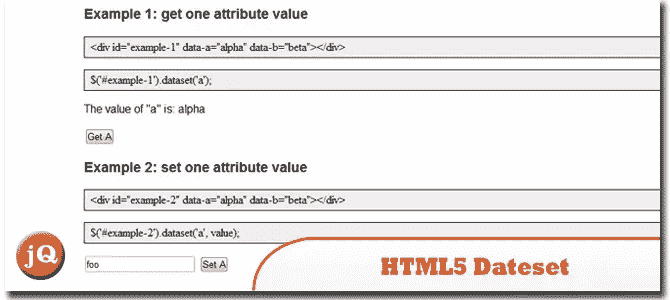 Example 1: get one attribute value
<div id="example-1" data-a="alpha" data-b="beta"></div>
$('#example-1').dataset('a');
The value of "a" is: alpha
Get A
Example 2: set one attribute value
<div id="example-2" data-a="alpha" data-b="beta"></div>
$('#example-2').dataset('a', value);
foo Set A
jQ
HTML5 Dateset